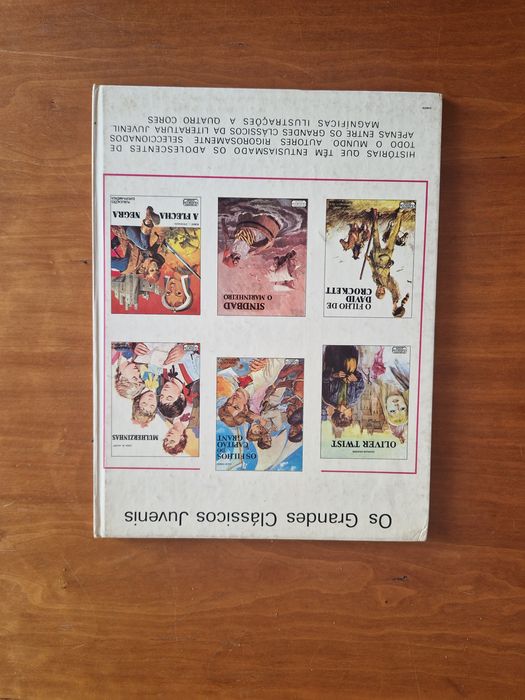 Os Grandes Clássicos Juvenis
OLIVER TWIST
OS FILHOS
DO
CAPITÃO
GRANT
MULHERZINHAS
O FILHO DE
DAVID
CROCKETT
SINDBAD
O MARINHEIRO
A FLECHA
NEGRA
HISTÓRIAS QUE TÊM ENTUSIASMADO OS ADOLESCENTES DE
TODO O MUNDO AUTORES RIGOROSAMENTE SELECCIONADOS
APENAS ENTRE OS GRANDES CLÁSSICOS DA LITERATURA JUVENIL
MAGNÍFICAS ILUSTRAÇÕES A QUATRO CORES